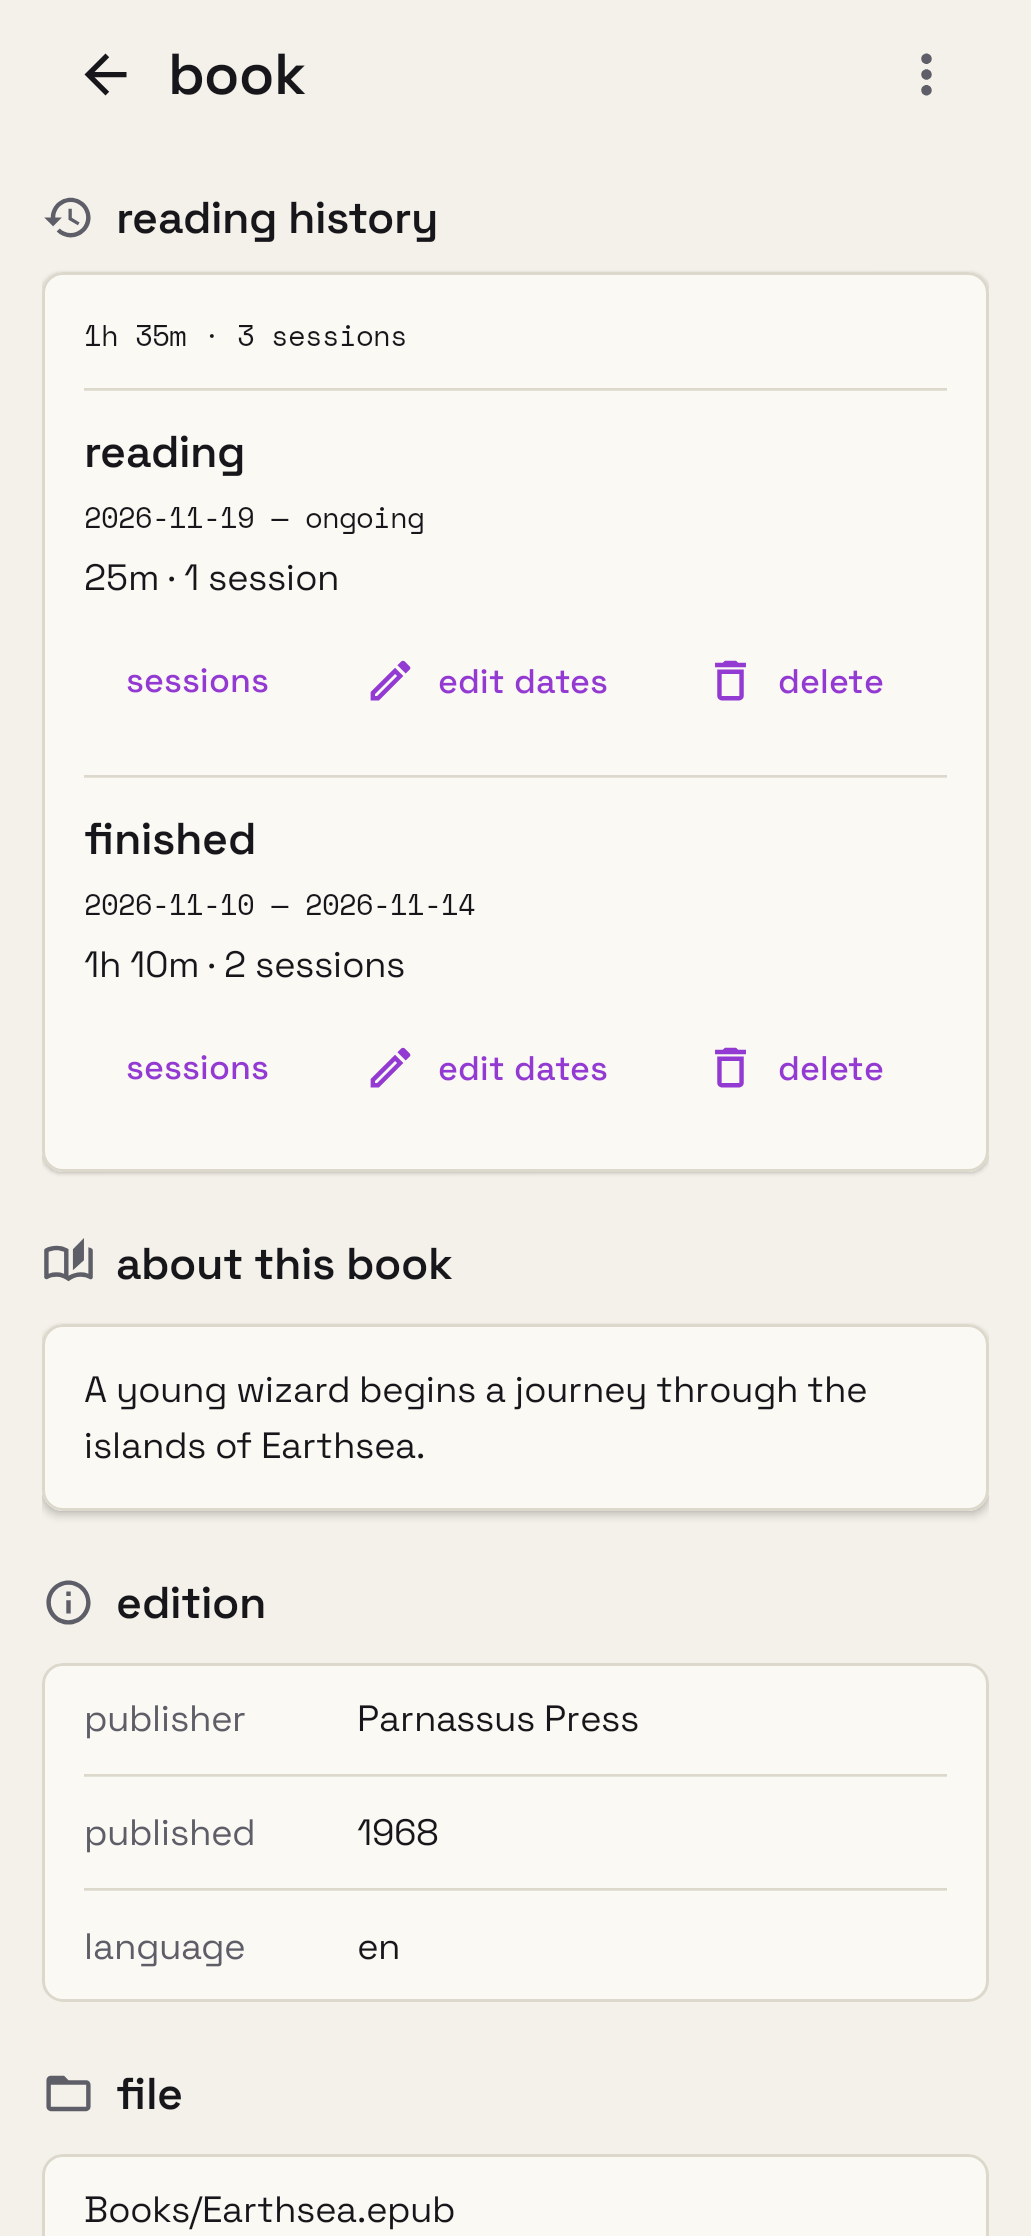 book
reading history
1h 35m · 3 sessions
reading
2026-11-19 — ongoing
25m · 1 session
sessions edit dates delete
finished
2026-11-10 — 2026-11-14
1h 10m · 2 sessions
sessions edit dates delete
about this book
A young wizard begins a journey through the
islands of Earthsea.
edition
publisher Parnassus Press
published 1968
language en
file
Books/Earthsea.epub